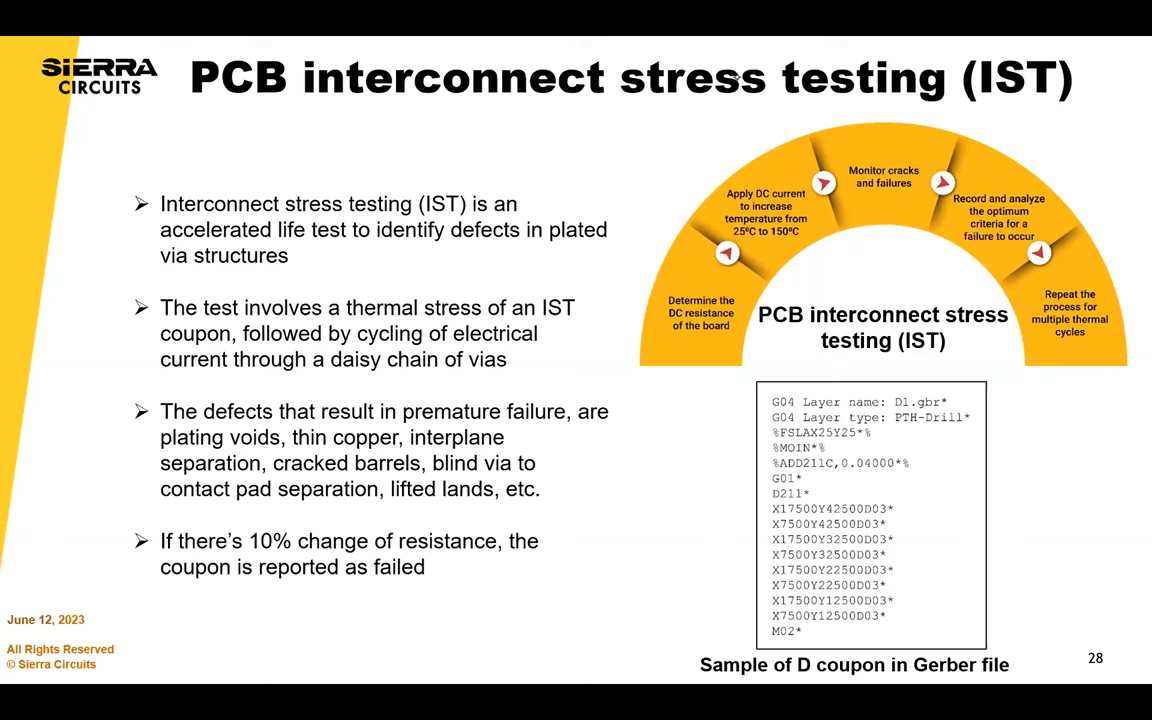 SIERRA
CIRCUITS
PCB interconnect stress testing (IST)
➢ Interconnect stress testing (IST) is an
accelerated life test to identify defects in plated
via structures
➢ The test involves a thermal stress of an IST
coupon, followed by cycling of electrical
current through a daisy chain of vias
➢ The defects that result in premature failure, are
plating voids, thin copper, interplane
separation, cracked barrels, blind via to
contact pad separation, lifted lands, etc.
➢ If there’s 10% change of resistance, the
coupon is reported as failed
Determine the
DC resistance
of the board
Apply DC current
to increase
temperature from
25ºC to 150ºC
Monitor cracks
and failures
Record and analyze
the optimum
criteria for a
failure to occur
Repeat the
process for
multiple thermal
cycles
PCB interconnect stress
testing (IST)
G04 Layer name: D1.gbr*
G04 Layer type: PTH-Drill*
%FSLAX25Y25*%
%MOIN*%
%ADD211C,0.04000*%
G01*
D211*
X17500Y42500D03*
X7500Y42500D03*
X17500Y32500D03*
X7500Y32500D03*
X17500Y22500D03*
X7500Y22500D03*
X17500Y12500D03*
X7500Y12500D03*
M02*
Sample of D coupon in Gerber file
June 12, 2023
All Rights Reserved
© Sierra Circuits
28